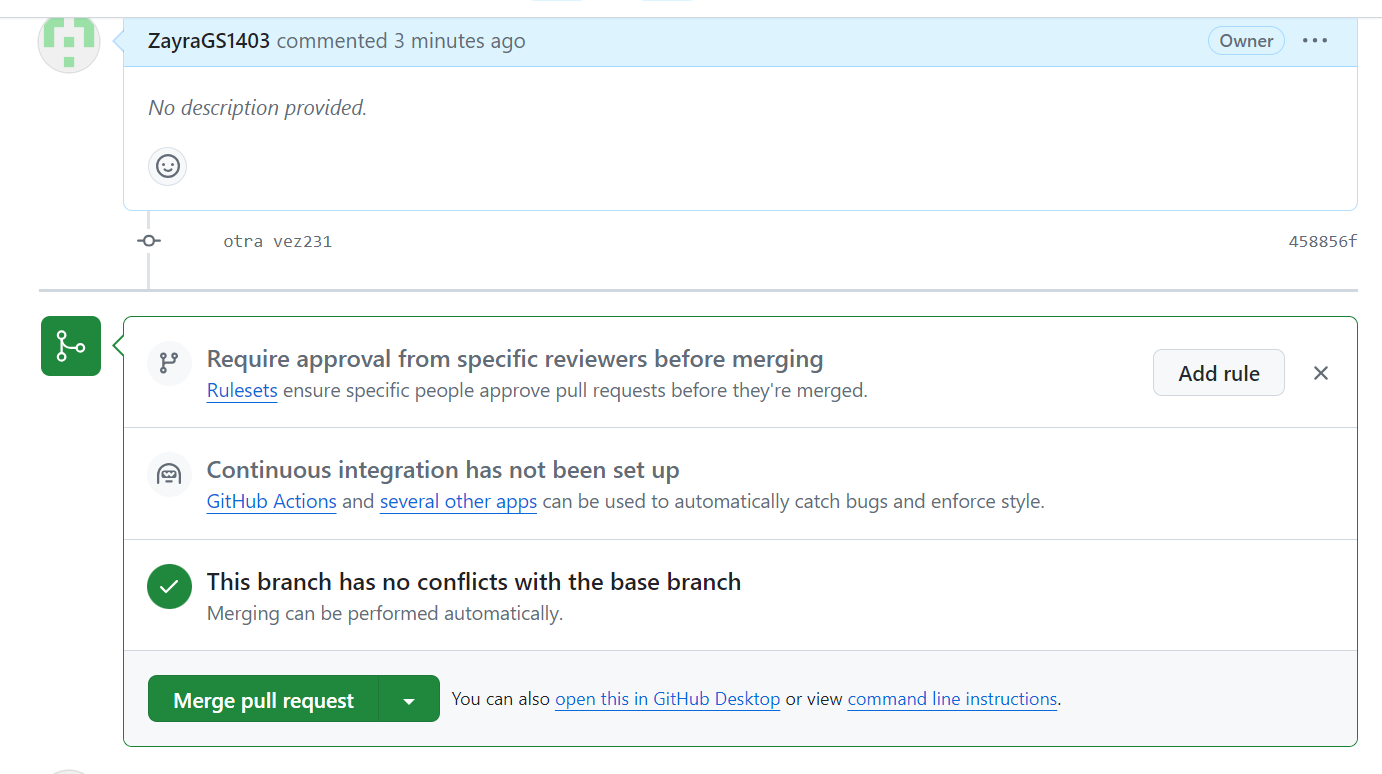 ZayraGS1403 commented 3 minutes ago Owner
No description provided.
otra vez231 458856f
Require approval from specific reviewers before merging
Rulesets ensure specific people approve pull requests before they're merged.
Add rule
Continuous integration has not been set up
GitHub Actions and several other apps can be used to automatically catch bugs and enforce style.
This branch has no conflicts with the base branch
Merging can be performed automatically.
Merge pull request You can also open this in GitHub Desktop or view command line instructions.